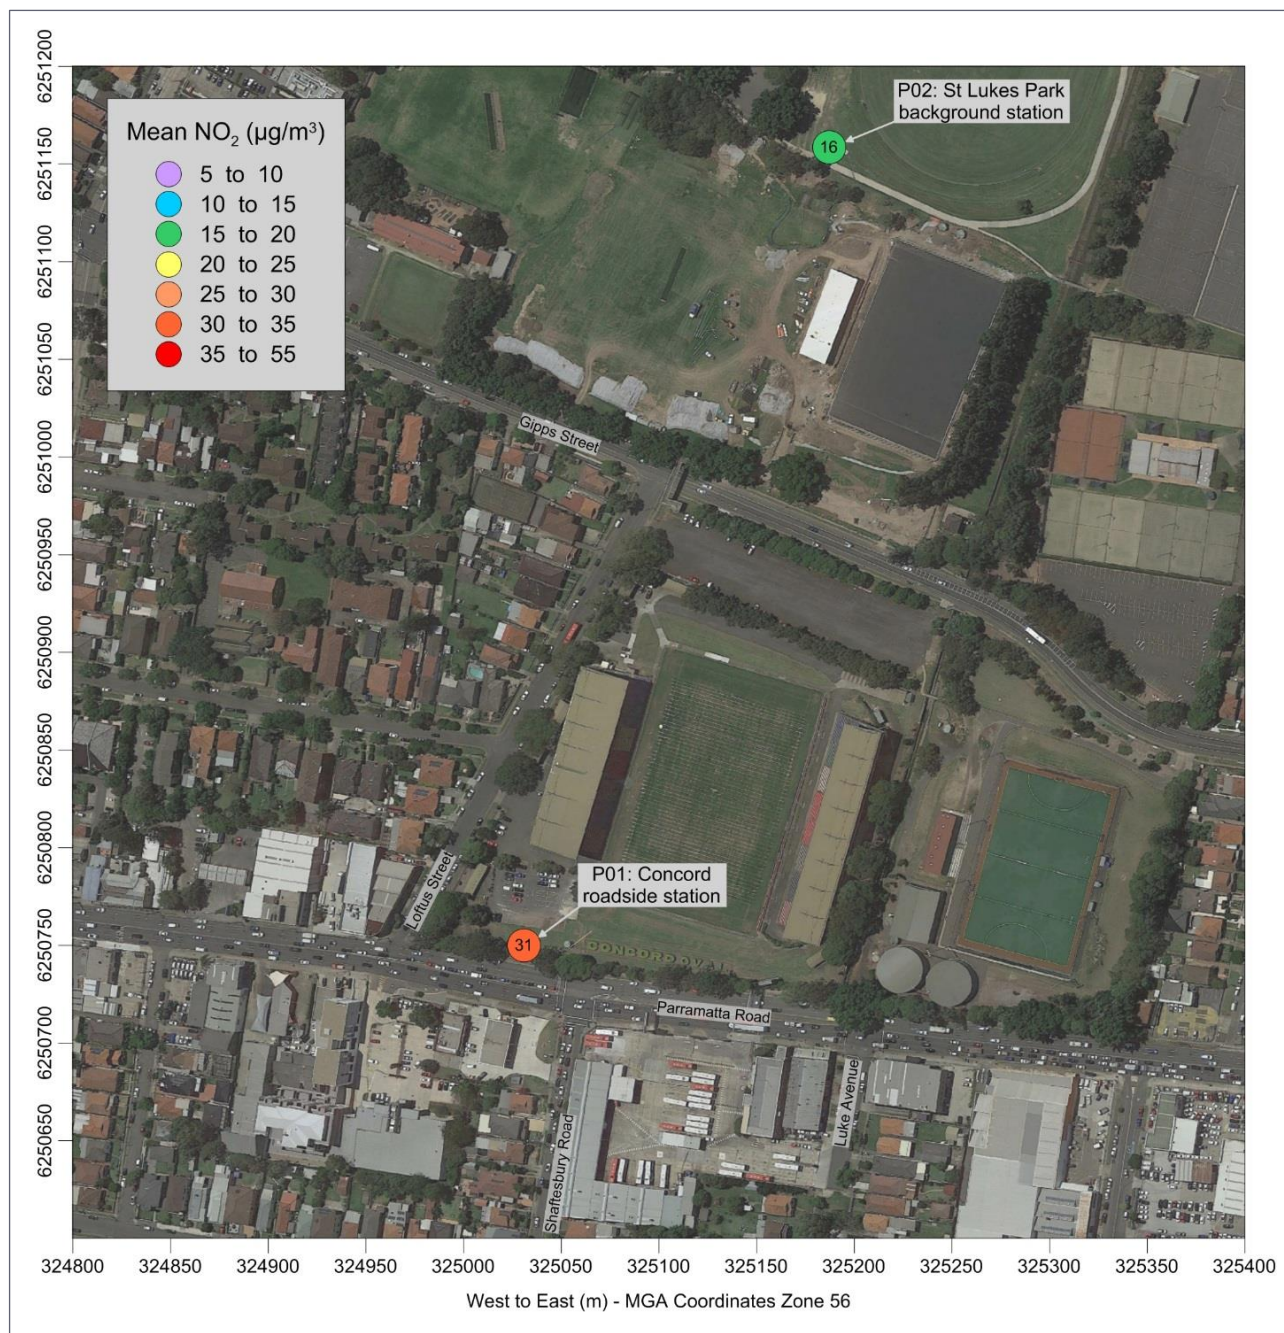 6251200
6251150
6251100
6251050
6251000
6250950
6250900
6250850
6250800
6250750
6250700
6250650
Mean NO₂ (µg/m³)
5 to 10
10 to 15
15 to 20
20 to 25
25 to 30
30 to 35
35 to 55
P02: St Lukes Park
background station
16
Gipps Street
P01: Concord
roadside station
Loftus Street
31
CONCORD OVAL
Parramatta Road
Shaftesbury Road
Luke Avenue
324800 324850 324900 324950 325000 325050 325100 325150 325200 325250 325300 325350 325400
West to East (m) - MGA Coordinates Zone 56